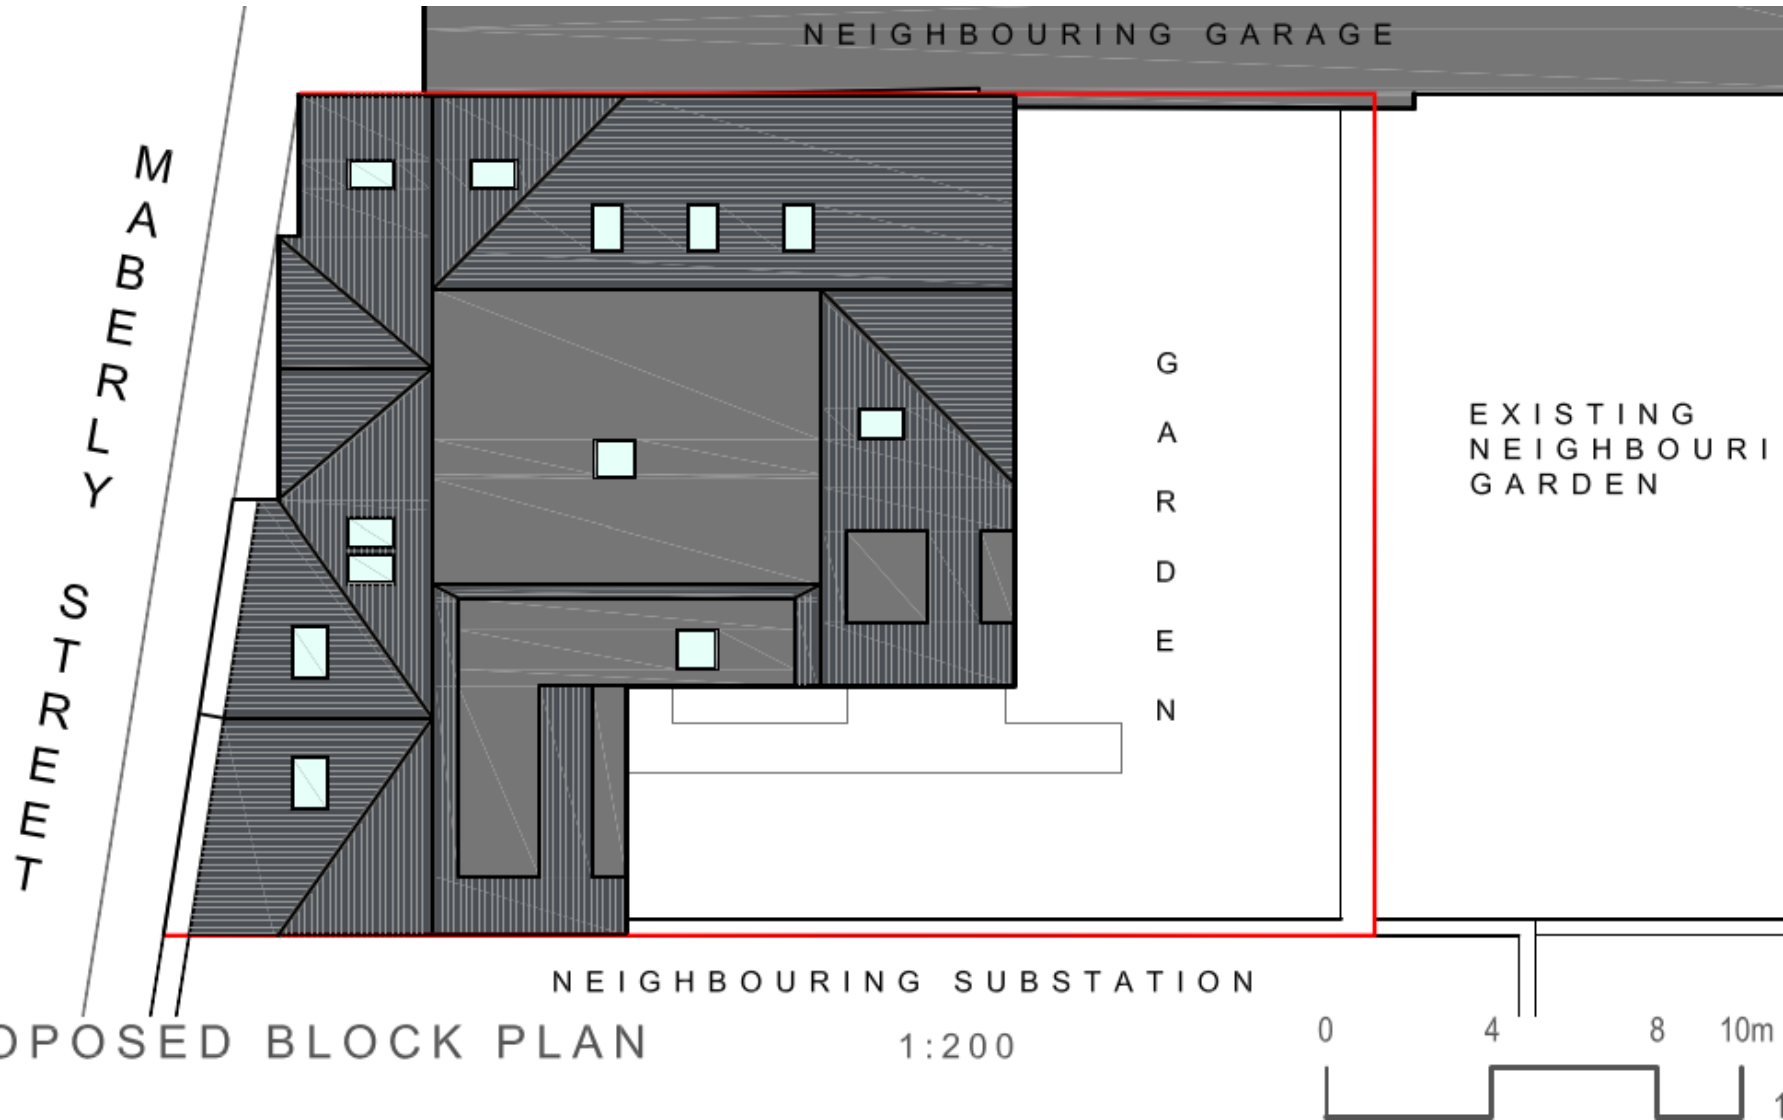 NEIGHBOURING GARAGE
MABERLY STREET
GARDEN
EXISTING
NEIGHBOURI
GARDEN
NEIGHBOURING SUBSTATION
OPOSED BLOCK PLAN 1:200
0 4 8 10m